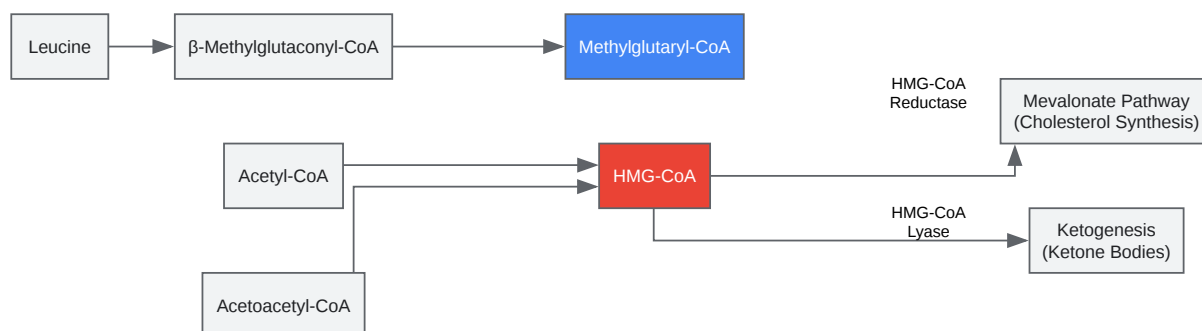 Leucine
β-Methylglutaconyl-CoA
Methylglutaryl-CoA
HMG-CoA
Reductase
Mevalonate Pathway
(Cholesterol Synthesis)
Acetyl-CoA
HMG-CoA
HMG-CoA
Lyase
Ketogenesis
(Ketone Bodies)
Acetoacetyl-CoA